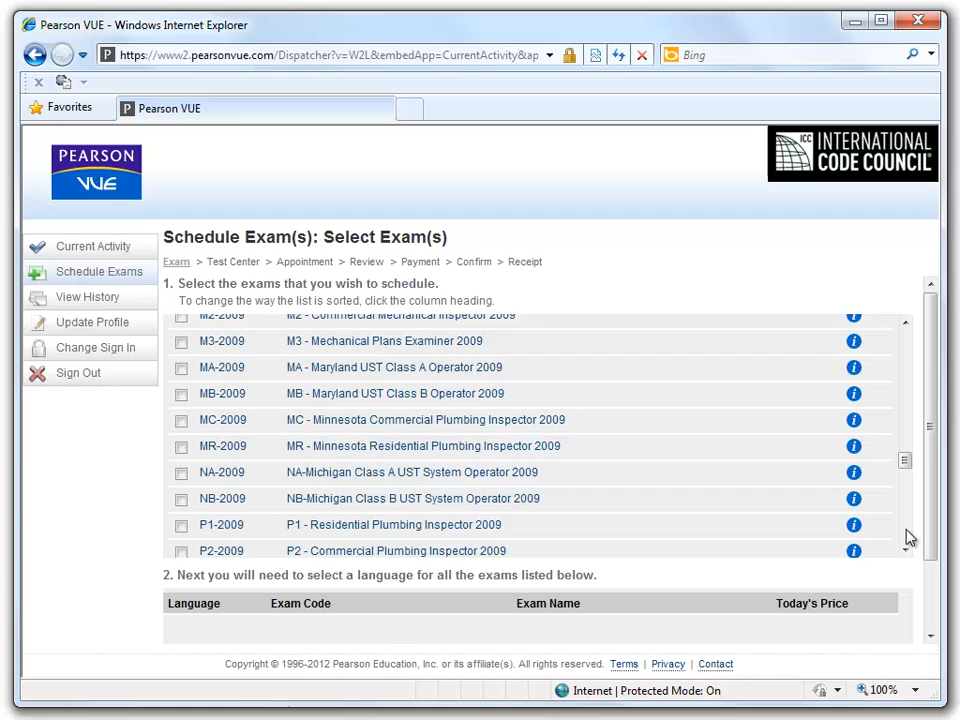 Pearson VUE - Windows Internet Explorer
P https://www2.pearsonvue.com/Dispatcher?v=W2L&embedApp=CurrentActivity&ap
Bing
Favorites
P Pearson VUE
PEARSON
VUE
ICC INTERNATIONAL
CODE COUNCIL
Current Activity
Schedule Exams
View History
Update Profile
Change Sign In
Sign Out
Schedule Exam(s): Select Exam(s)
Exam > Test Center > Appointment > Review > Payment > Confirm > Receipt
1. Select the exams that you wish to schedule.
To change the way the list is sorted, click the column heading.
M2-2009 M2 - Commercial Mechanical Inspector 2009
M3-2009 M3 - Mechanical Plans Examiner 2009
MA-2009 MA - Maryland UST Class A Operator 2009
MB-2009 MB - Maryland UST Class B Operator 2009
MC-2009 MC - Minnesota Commercial Plumbing Inspector 2009
MR-2009 MR - Minnesota Residential Plumbing Inspector 2009
NA-2009 NA-Michigan Class A UST System Operator 2009
NB-2009 NB-Michigan Class B UST System Operator 2009
P1-2009 P1 - Residential Plumbing Inspector 2009
P2-2009 P2 - Commercial Plumbing Inspector 2009
2. Next you will need to select a language for all the exams listed below.
Language Exam Code Exam Name Today's Price
Copyright © 1996-2012 Pearson Education, Inc. or its affiliate(s). All rights reserved. Terms | Privacy | Contact
Internet | Protected Mode: On
100%